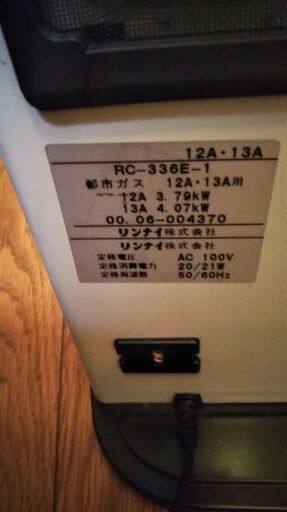 12A・13A
RC-336E-1
都市ガス 12A・13A用
12A 3.79kW
13A 4.07kW
00.06-004370
リンナイ株式会社
リンナイ株式会社
定格電圧 AC 100V
定格消費電力 20/21W
定格周波数 50/60Hz